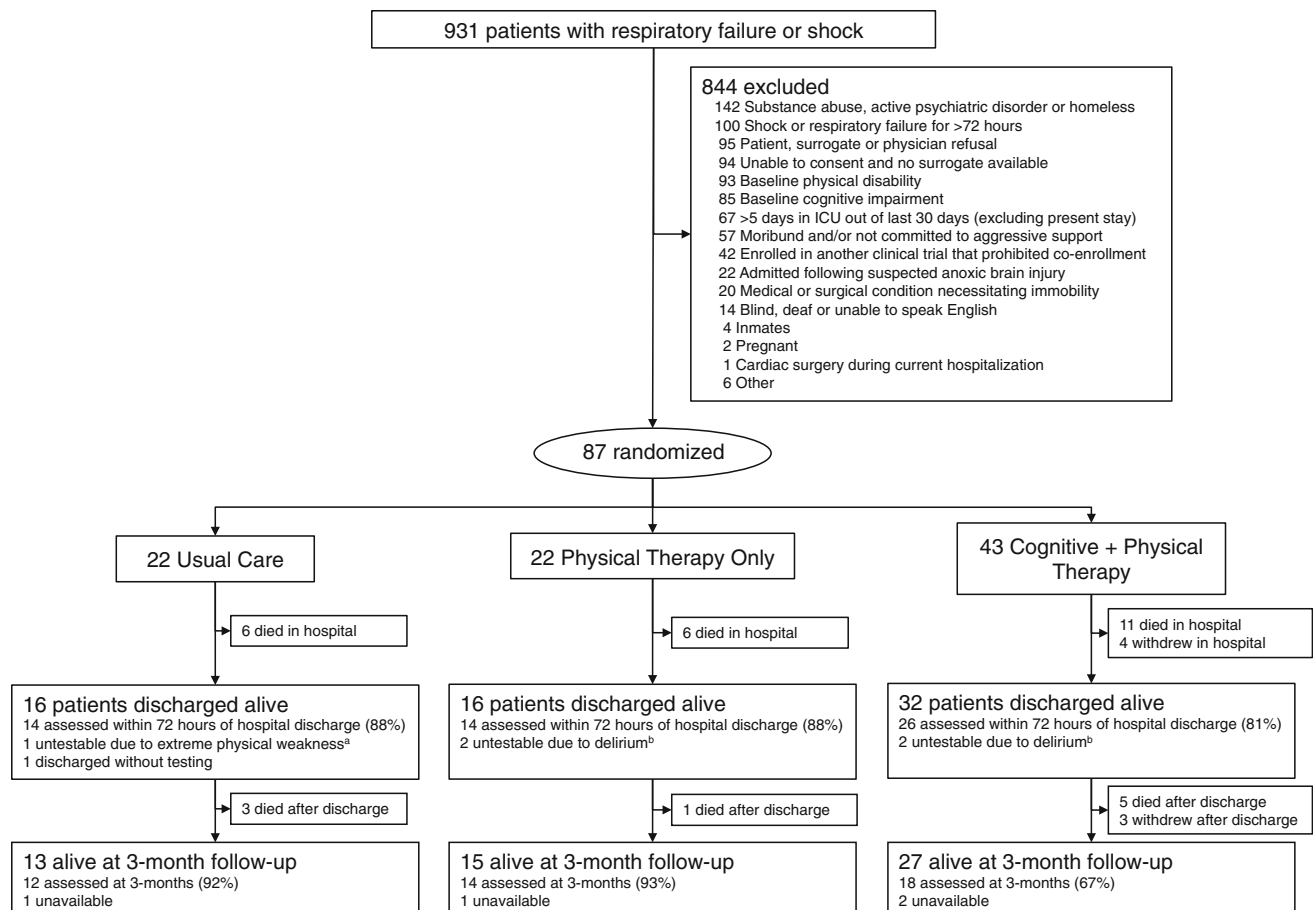 931 patients with respiratory failure or shock
844 excluded
142 Substance abuse, active psychiatric disorder or homeless
100 Shock or respiratory failure for >72 hours
95 Patient, surrogate or physician refusal
94 Unable to consent and no surrogate available
93 Baseline physical disability
85 Baseline cognitive impairment
67 >5 days in ICU out of last 30 days (excluding present stay)
57 Moribund and/or not committed to aggressive support
42 Enrolled in another clinical trial that prohibited co-enrollment
22 Admitted following suspected anoxic brain injury
20 Medical or surgical condition necessitating immobility
14 Blind, deaf or unable to speak English
4 Inmates
2 Pregnant
1 Cardiac surgery during current hospitalization
6 Other
87 randomized
22 Usual Care
22 Physical Therapy Only
43 Cognitive + Physical
Therapy
6 died in hospital
6 died in hospital
11 died in hospital
4 withdrew in hospital
16 patients discharged alive
14 assessed within 72 hours of hospital discharge (88%)
1 untestable due to extreme physical weaknessᵃ
1 discharged without testing
16 patients discharged alive
14 assessed within 72 hours of hospital discharge (88%)
2 untestable due to deliriumᵇ
32 patients discharged alive
26 assessed within 72 hours of hospital discharge (81%)
2 untestable due to deliriumᵇ
3 died after discharge
1 died after discharge
5 died after discharge
3 withdrew after discharge
13 alive at 3-month follow-up
12 assessed at 3-months (92%)
1 unavailable
15 alive at 3-month follow-up
14 assessed at 3-months (93%)
1 unavailable
27 alive at 3-month follow-up
18 assessed at 3-months (67%)
2 unavailable